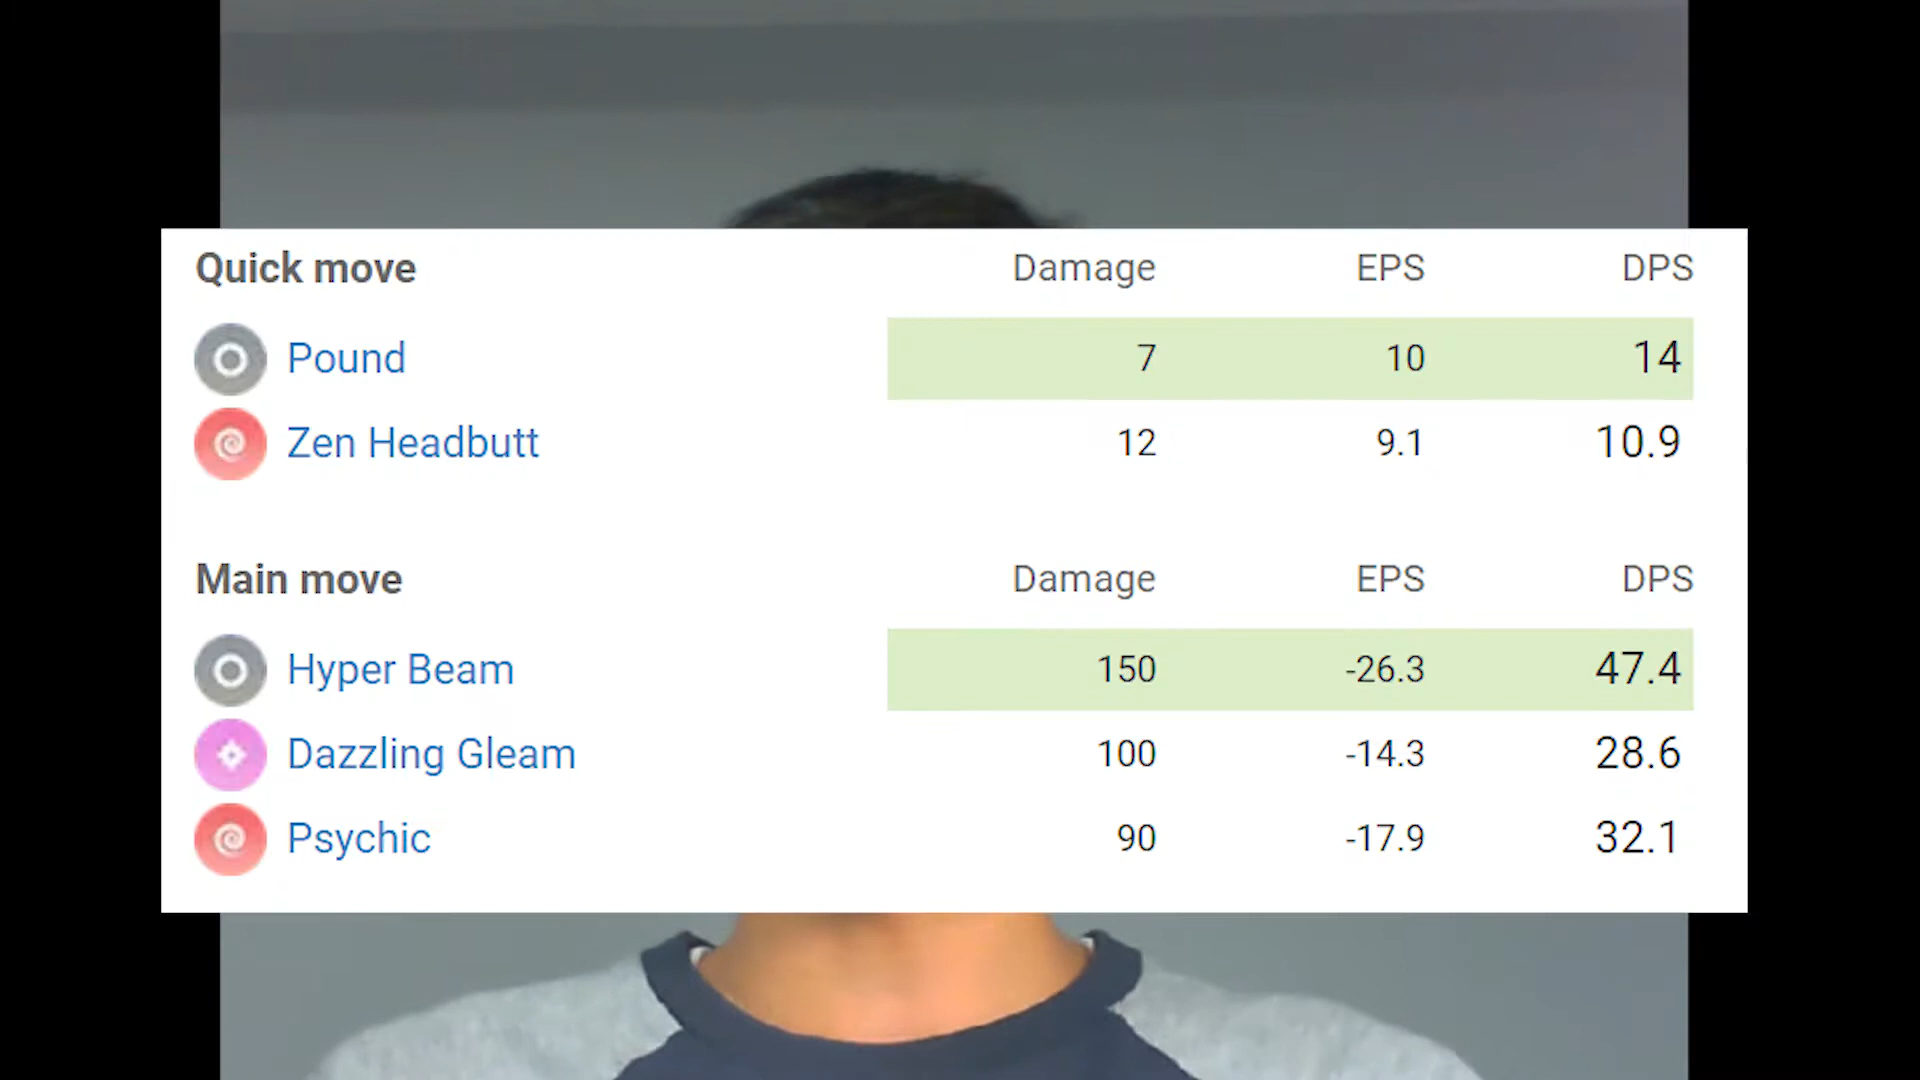 Quick move Damage EPS DPS
Pound 7 10 14
Zen Headbutt 12 9.1 10.9
Main move Damage EPS DPS
Hyper Beam 150 -26.3 47.4
Dazzling Gleam 100 -14.3 28.6
Psychic 90 -17.9 32.1